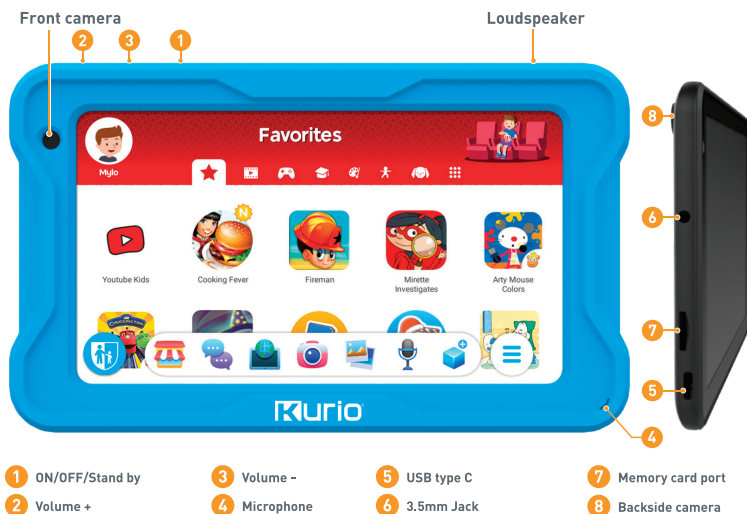 Front camera
Loudspeaker
2
3
1
8
Mylo
Favorites
6
N
Youtube Kids
Cooking Fever
Fireman
Mirette
Investigates
Arty Mouse
Colors
7
5
Kurio
4
1 ON/OFF/Stand by
3 Volume –
5 USB type C
7 Memory card port
2 Volume +
4 Microphone
6 3.5mm Jack
8 Backside camera